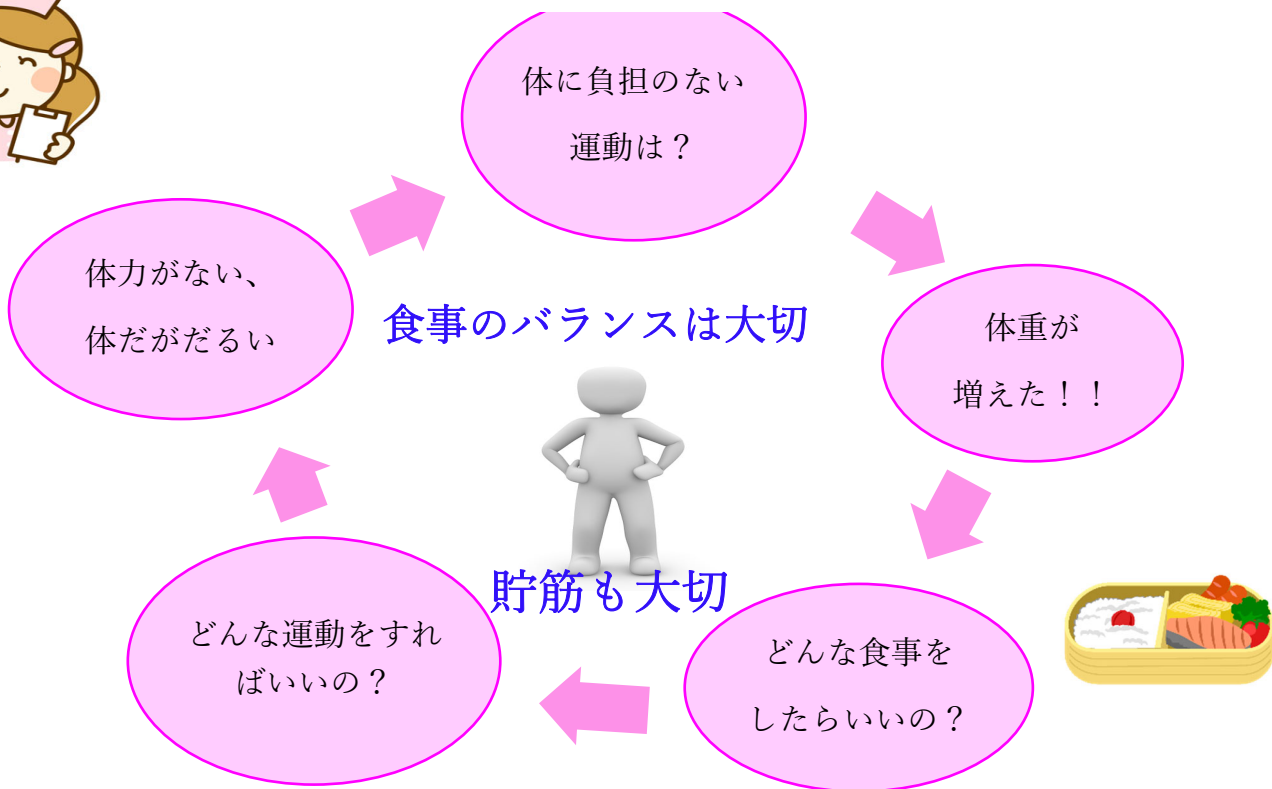 体に負担のない
運動は？
体力がない、
体だがだるい
食事のバランスは大切
体重が
増えた！！
貯筋も大切
どんな運動をすれ
ばいいの？
どんな食事を
したらいいの？